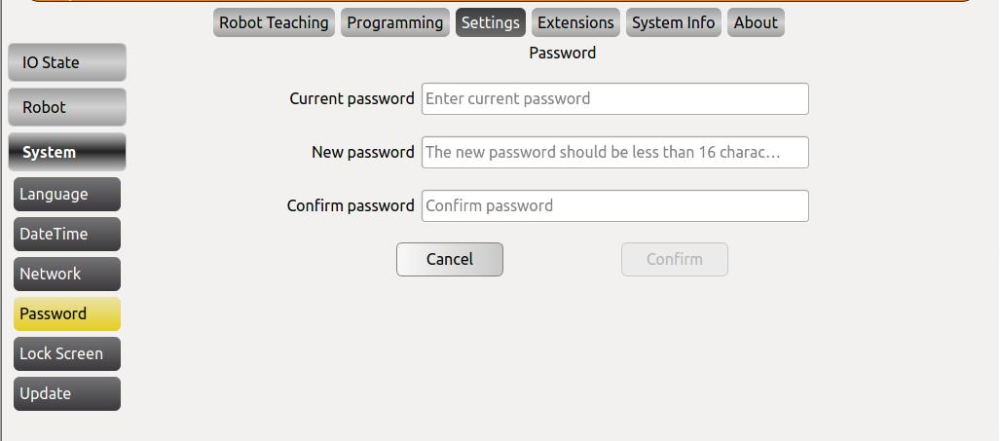 Robot Teaching Programming Settings Extensions System Info About
Password
IO State
Robot
System
Language
DateTime
Network
Password
Lock Screen
Update
Current password Enter current password
New password The new password should be less than 16 charac...
Confirm password Confirm password
Cancel Confirm